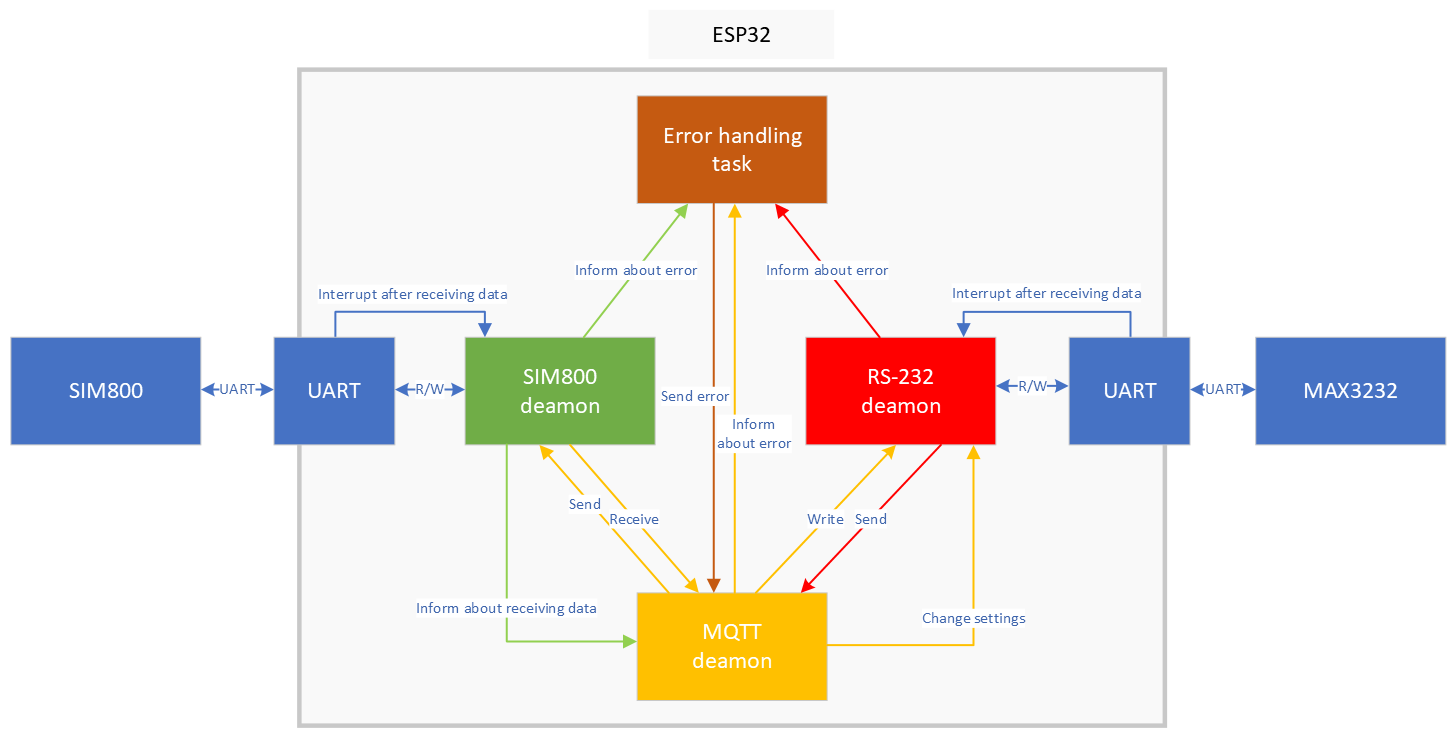 ESP32
Error handling
task
Inform about error
Inform about error
Interrupt after receiving data
Interrupt after receiving data
SIM800
UART
UART
R/W
SIM800
deamon
Send error
Inform
about error
RS-232
deamon
R/W
UART
UART
MAX3232
Send
Receive
Write
Send
Inform about receiving data
Change settings
MQTT
deamon